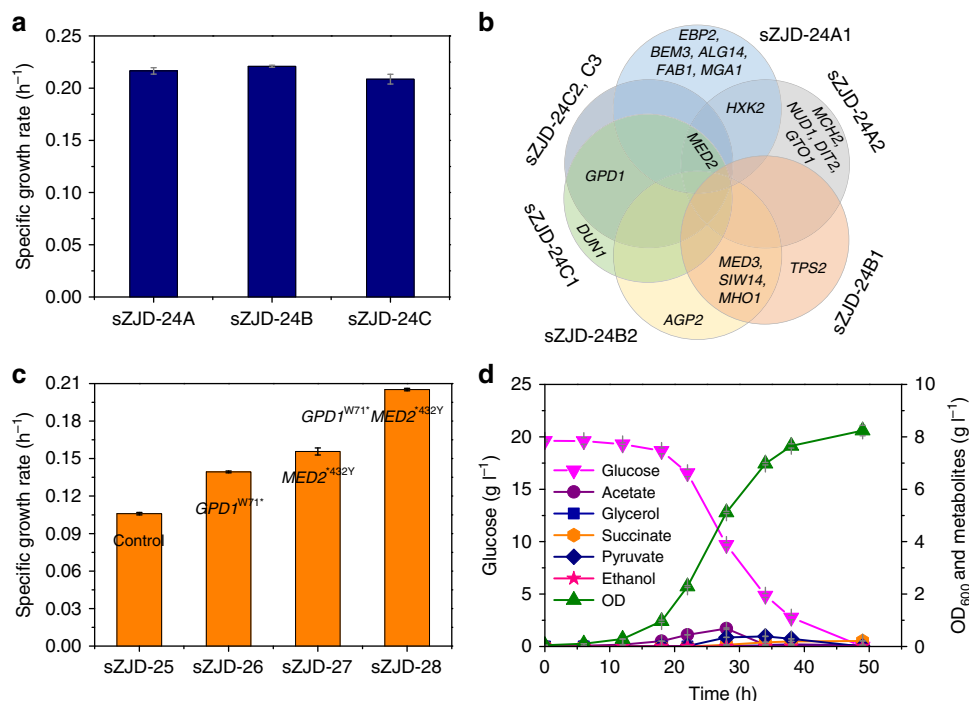 a
Specific growth rate (h⁻¹)
0.25
0.20
0.15
0.10
0.05
0.00
sZJD-24A
sZJD-24B
sZJD-24C
b
sZJD-24A1
sZJD-24A2
sZJD-24B1
sZJD-24B2
sZJD-24C1
sZJD-24C2, C3
EBP2,
BEM3, ALG14,
FAB1, MGA1
HXK2
MCH2,
NUD1, DIT2,
GTO1
MED2
GPD1
DUN1
MED3,
SIW14,
MHO1
TPS2
AGP2
c
Specific growth rate (h⁻¹)
0.21
0.18
0.15
0.12
0.09
0.06
0.03
0.00
Control
GPD1W71*
MED2*432Y
GPD1W71*MED2*432Y
sZJD-25
sZJD-26
sZJD-27
sZJD-28
d
Glucose (g l⁻¹)
25
20
15
10
5
0
Glucose
Acetate
Glycerol
Succinate
Pyruvate
Ethanol
OD
10
8
6
4
2
0
OD₆₀₀ and metabolites (g l⁻¹)
0
10
20
30
40
50
Time (h)